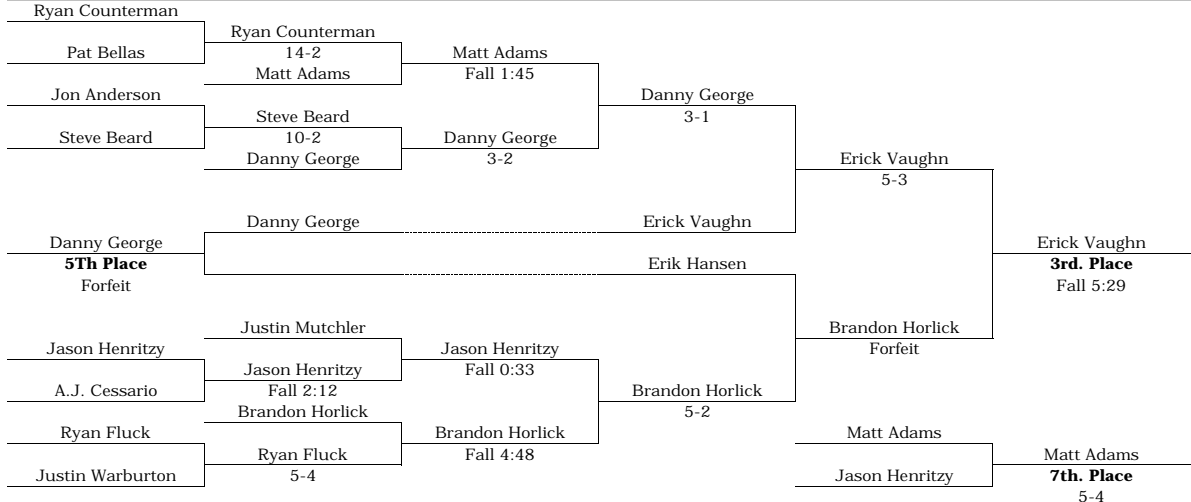 Ryan Counterman
Ryan Counterman
Pat Bellas
14-2
Matt Adams
Matt Adams
Fall 1:45
Jon Anderson
Danny George
Steve Beard
3-1
Steve Beard
10-2
Danny George
Danny George
3-2
Erick Vaughn
5-3
Danny George
Erick Vaughn
Danny George
Erick Vaughn
5Th Place
Erik Hansen
3rd. Place
Forfeit
Fall 5:29
Justin Mutchler
Brandon Horlick
Jason Henritzy
Jason Henritzy
Forfeit
Jason Henritzy
Fall 0:33
A.J. Cessario
Fall 2:12
Brandon Horlick
Brandon Horlick
5-2
Ryan Fluck
Brandon Horlick
Matt Adams
Ryan Fluck
Fall 4:48
Matt Adams
Justin Warburton
5-4
Jason Henritzy
7th. Place
5-4